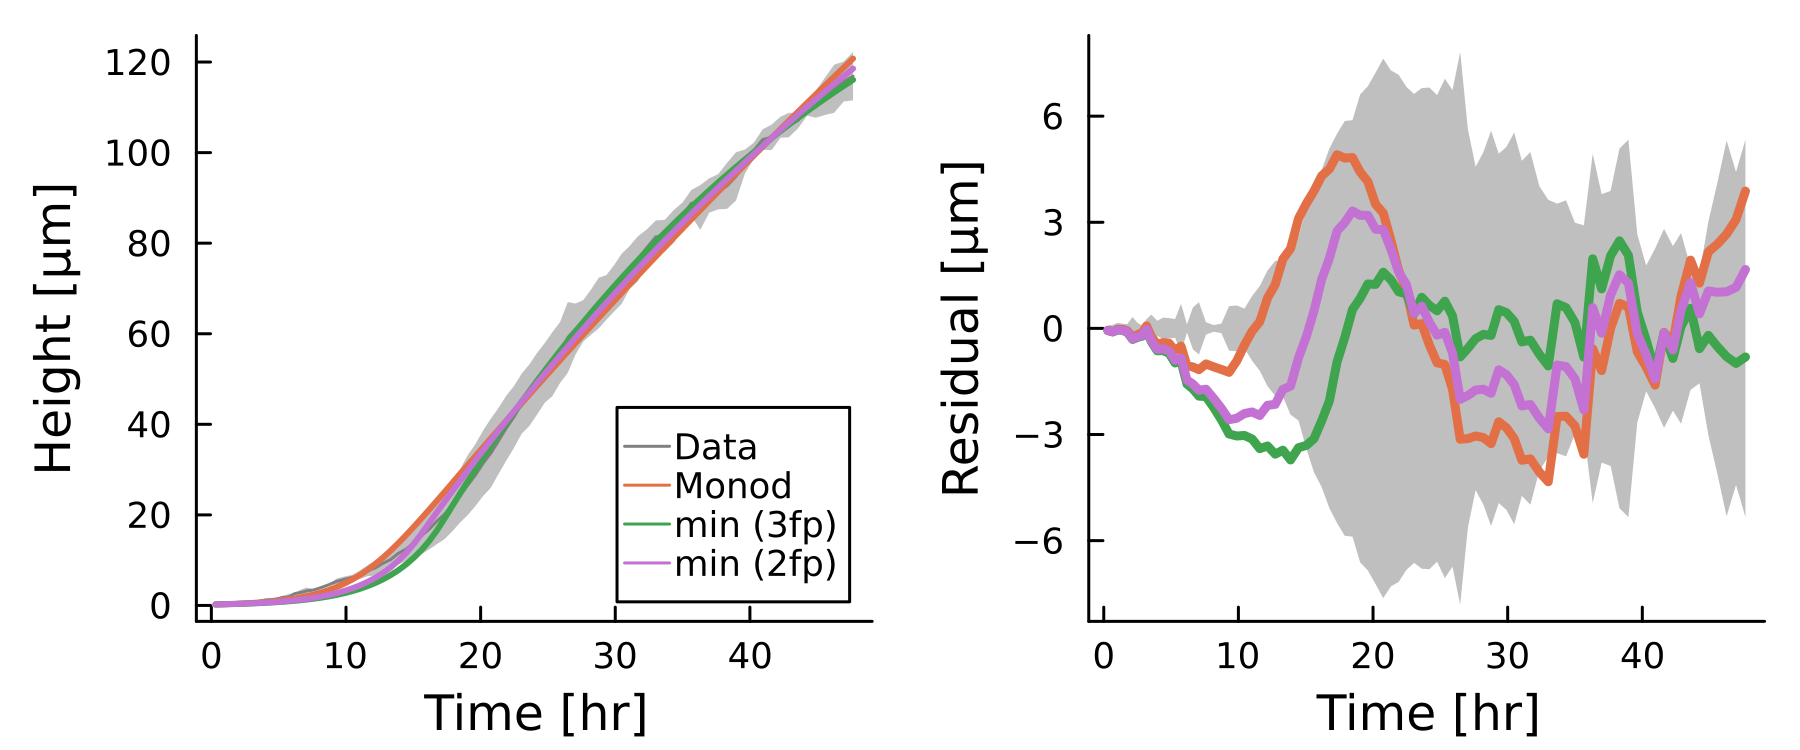 Height [μm]
120
100
80
60
40
20
0
0 10 20 30 40
Time [hr]
Data
Monod
min (3fp)
min (2fp)
Residual [μm]
6
3
0
−3
−6
0 10 20 30 40
Time [hr]